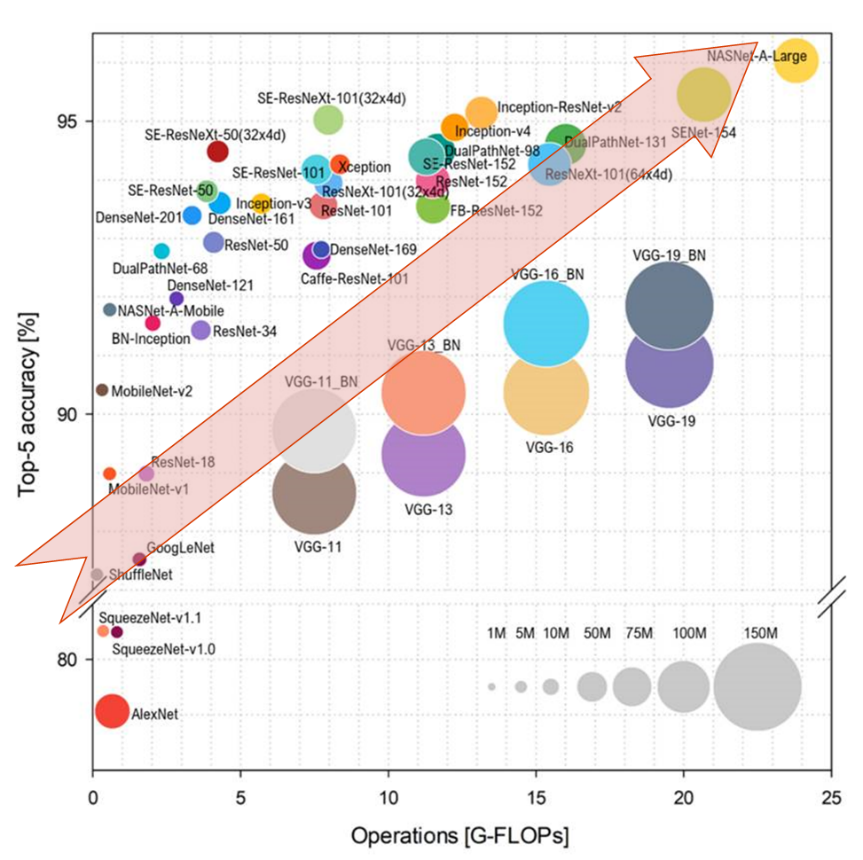 NASNet-A-Large
SE-ResNeXt-101(32x4d)
Inception-ResNet-v2
95
Inception-v4
SENet-154
SE-ResNeXt-50(32x4d)
DualPathNet-131
DualPathNet-98
SE-ResNet-152
Xception
SE-ResNet-101
ResNeXt-101(64x4d)
ResNet-152
SE-ResNet-50
ResNeXt-101(32x4d)
Inception-v3
ResNet-101
FB-ResNet-152
DenseNet-201
DenseNet-161
ResNet-50
DenseNet-169
VGG-19_BN
DualPathNet-68
VGG-16_BN
Caffe-ResNet-101
DenseNet-121
NASNet-A-Mobile
ResNet-34
BN-Inception
VGG-13_BN
VGG-11_BN
MobileNet-v2
90
VGG-19
VGG-16
ResNet-18
MobileNet-v1
VGG-13
GoogLeNet
VGG-11
ShuffleNet
SqueezeNet-v1.1
1M 5M 10M 50M 75M 100M 150M
SqueezeNet-v1.0
80
AlexNet
0 5 10 15 20 25
Operations [G-FLOPs]
Top-5 accuracy [%]